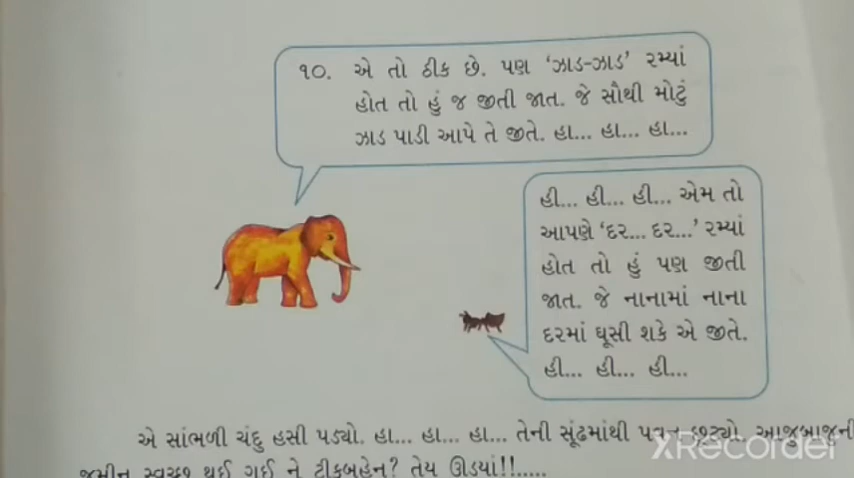 ૧૦. એ તો ઠીક છે. પણ ‘ઝાડ-ઝાડ’ રમ્યાં
હોત તો હું જ જીતી જાત. જે સૌથી મોટું
ઝાડ પાડી આપે તે જીતે. હા... હા... હા...
હી... હી... હી... એમ તો
આપણે ‘દર... દર...’ રમ્યાં
હોત તો હું પણ જીતી
જાત. જે નાનામાં નાના
દરમાં ઘૂસી શકે એ જીતે.
હી... હી... હી...
એ સાંભળી ચંદુ હસી પડ્યો. હા... હા... હા... તેની સૂંઢમાંથી પવન છૂટ્યો. આજુબાજુની
જમીન સ્વચ્છ થઈ ગઈ ને ટીકુબહેન? તેય ઊડ્યાં!!.....
XRecorder